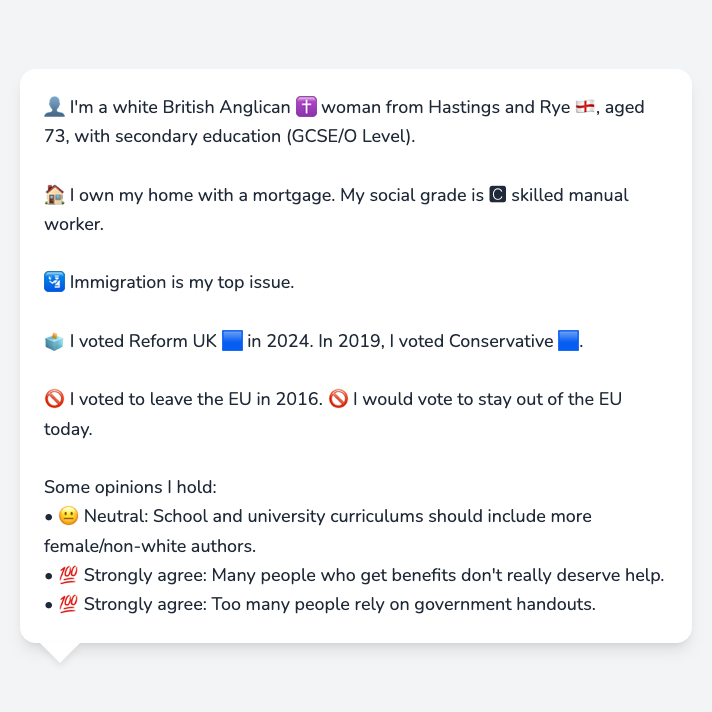 👤 I'm a white British Anglican ✝️ woman from Hastings and Rye 🏴󠁧󠁢󠁥󠁮󠁧󠁿, aged
73, with secondary education (GCSE/O Level).
🏠 I own my home with a mortgage. My social grade is 🅲 skilled manual
worker.
🛂 Immigration is my top issue.
🗳️ I voted Reform UK 🟦 in 2024. In 2019, I voted Conservative 🟦.
🚫 I voted to leave the EU in 2016. 🚫 I would vote to stay out of the EU
today.
Some opinions I hold:
• 😐 Neutral: School and university curriculums should include more
female/non-white authors.
• 💯 Strongly agree: Many people who get benefits don't really deserve help.
• 💯 Strongly agree: Too many people rely on government handouts.